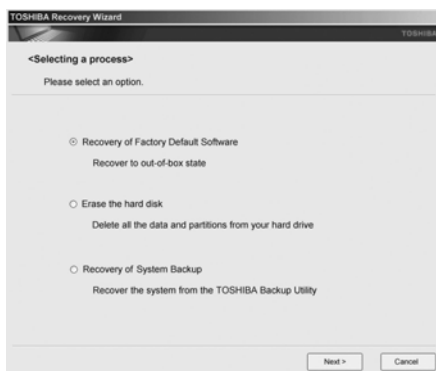 TOSHIBA Recovery Wizard
TOSHIBA
<Selecting a process>
Please select an option.
Recovery of Factory Default Software
Recover to out-of-box state
Erase the hard disk
Delete all the data and partitions from your hard drive
Recovery of System Backup
Recover the system from the TOSHIBA Backup Utility
Next >
Cancel